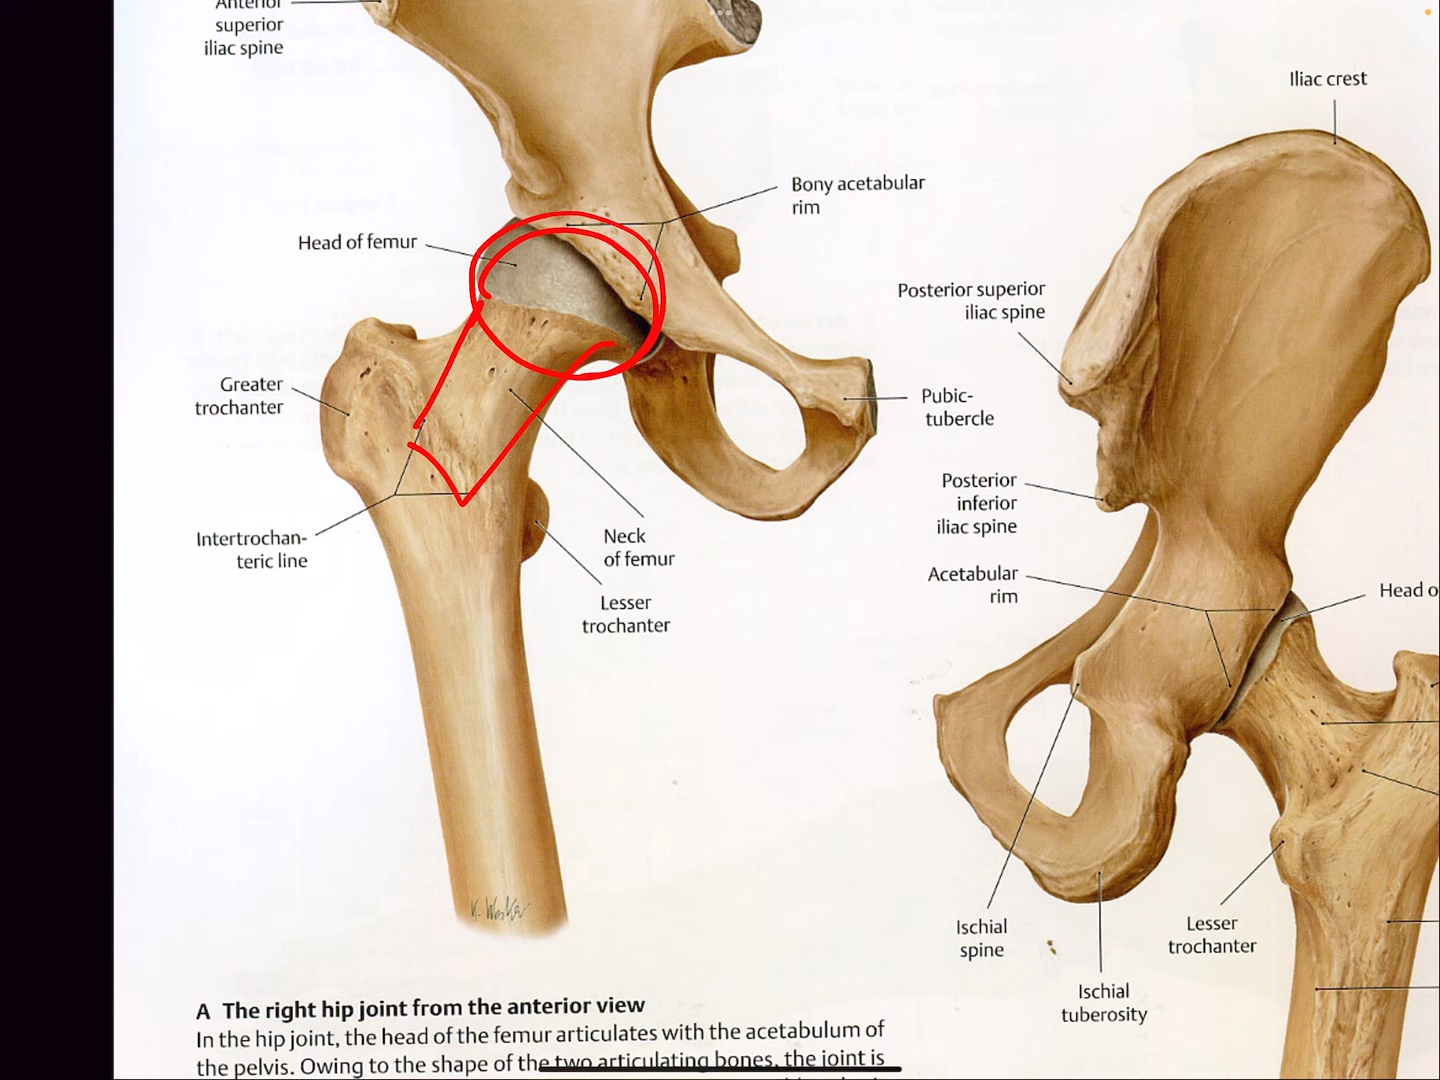 Anterior
superior
iliac spine
Iliac crest
Bony acetabular
rim
Head of femur
Posterior superior
iliac spine
Greater
trochanter
Pubic-
tubercle
Posterior
inferior
iliac spine
Intertrochan-
teric line
Neck
of femur
Acetabular
rim
Head o
Lesser
trochanter
K. Wesker
Ischial
spine
Lesser
trochanter
Ischial
tuberosity
A The right hip joint from the anterior view
In the hip joint, the head of the femur articulates with the acetabulum of
the pelvis. Owing to the shape of the two articulating bones, the joint is